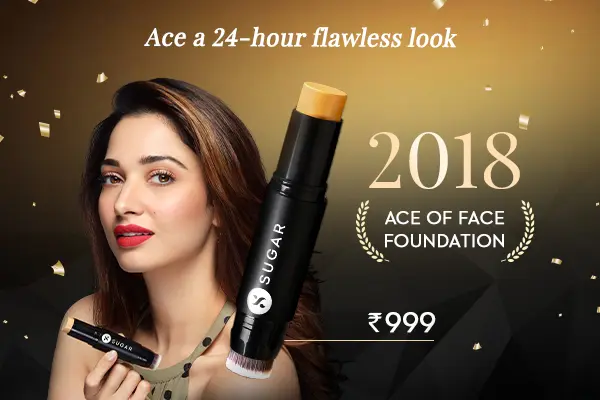 Ace a 24-hour flawless look
2018
ACE OF FACE
FOUNDATION
SUGAR
₹999
SUGAR